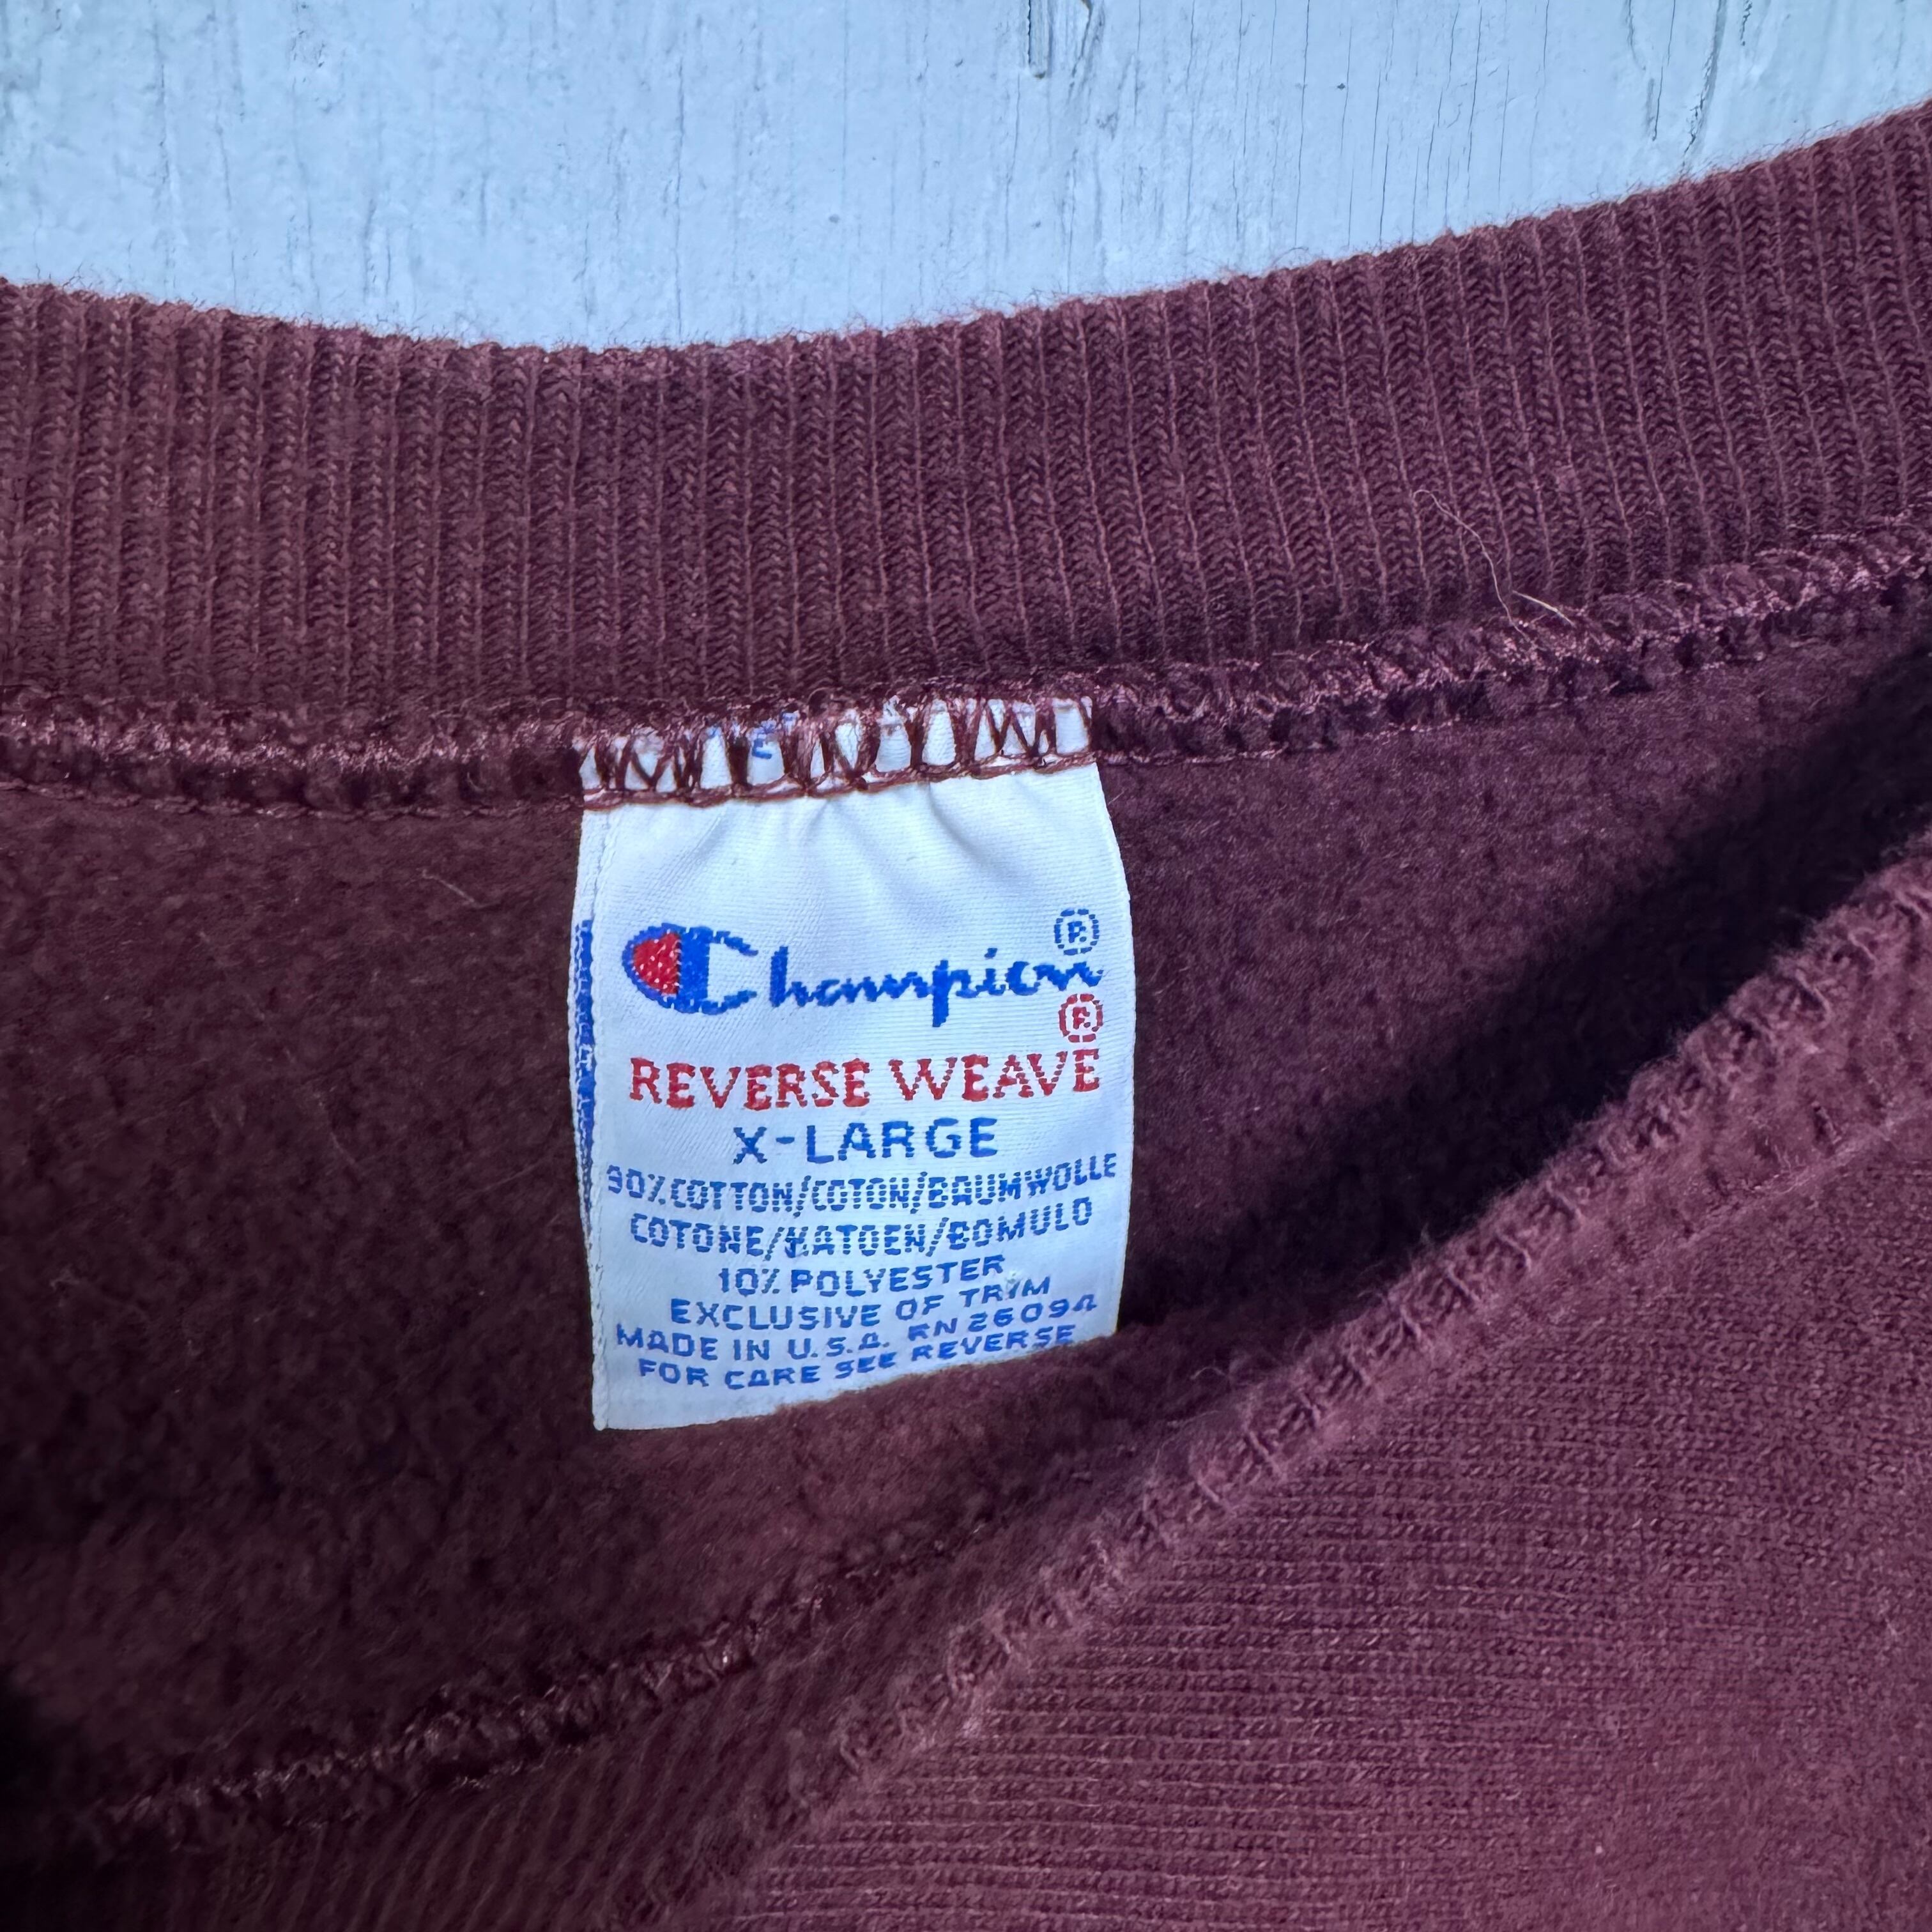 Champion®
REVERSE WEAVE®
X-LARGE
90% COTTON/COTON/BAUMWOLLE
COTONE/KATOEN/BOMULD
10% POLYESTER
EXCLUSIVE OF TRIM
MADE IN U.S.A. RN 26094
FOR CARE SEE REVERSE